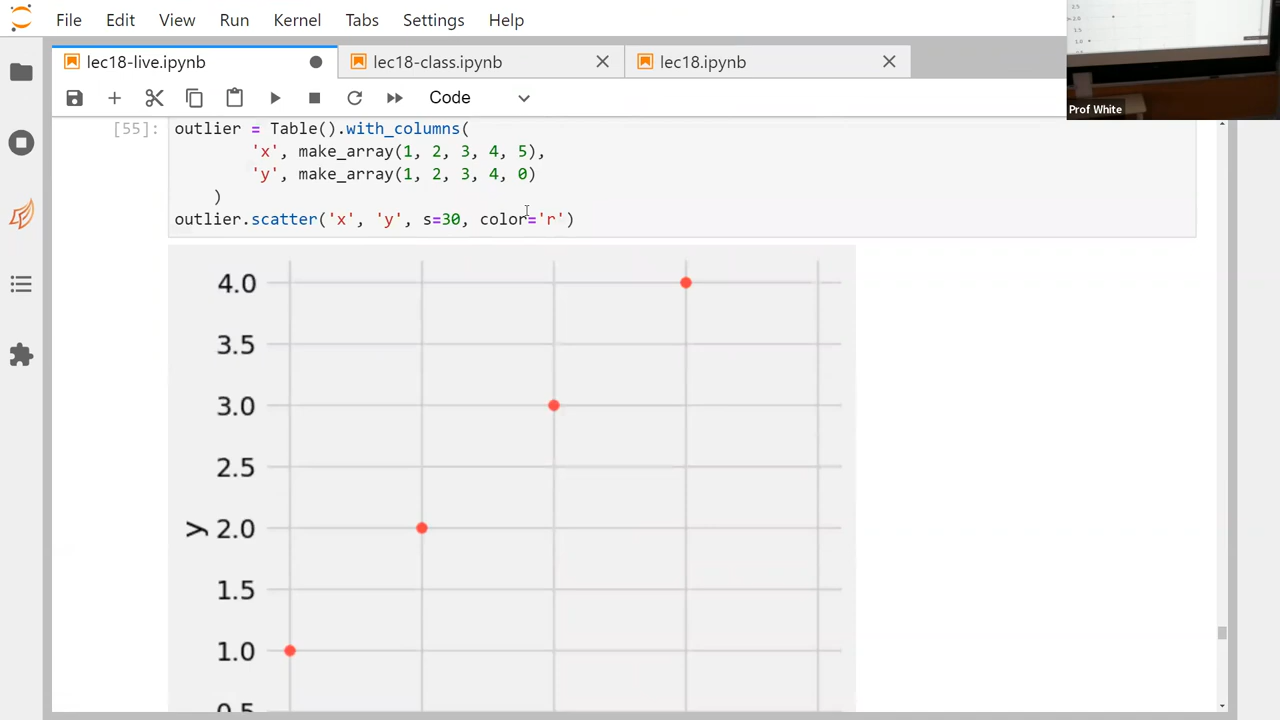 File Edit View Run Kernel Tabs Settings Help
lec18-live.ipynb lec18-class.ipynb lec18.ipynb
Code
Prof White
[55]: outlier = Table().with_columns(
'x', make_array(1, 2, 3, 4, 5),
'y', make_array(1, 2, 3, 4, 0)
)
outlier.scatter('x', 'y', s=30, color='r')
4.0
3.5
3.0
2.5
y 2.0
1.5
1.0
0.5